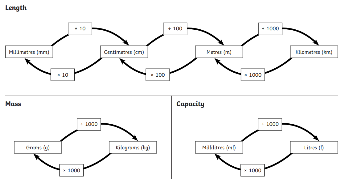 Length
÷ 10
÷ 100
÷ 1000
Millimetres (mm)
Centimetres (cm)
Metres (m)
Kilometres (km)
× 10
× 100
× 1000
Mass
÷ 1000
Grams (g)
Kilograms (kg)
× 1000
Capacity
÷ 1000
Millilitres (ml)
Litres (l)
× 1000